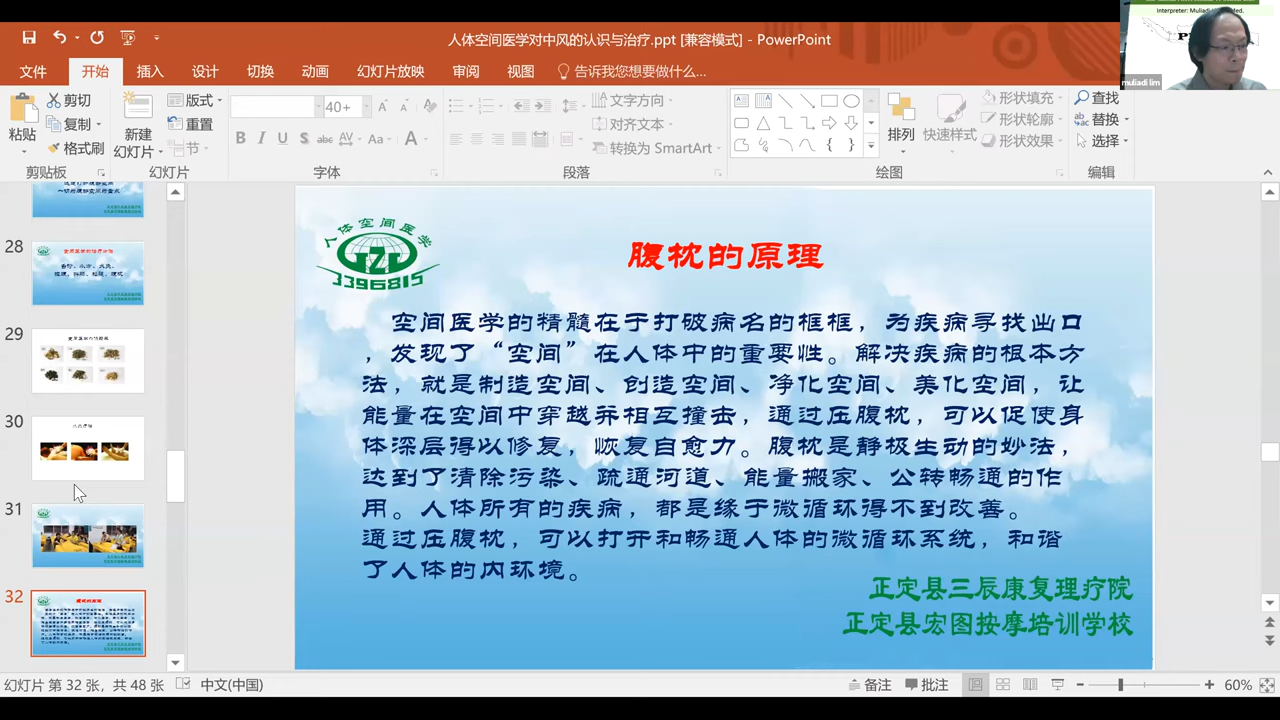 人体空间医学对中风的认识与治疗.ppt [兼容模式] - PowerPoint
Interpreter: Muliadi
muliadi lim
文件 开始 插入 设计 切换 动画 幻灯片放映 审阅 视图 告诉我您想要做什么...
粘贴
剪切
复制
格式刷
剪贴板
新建
幻灯片
版式
重置
节
幻灯片
40+
B I U S abc AV Aa A
字体
文字方向
对齐文本
转换为 SmartArt
段落
排列
快速样式
形状填充
形状轮廓
形状效果
绘图
查找
替换
选择
编辑
28
29
30
31
32
人体空间医学
3396815
腹枕的原理
空间医学的精髓在于打破病名的框框，为疾病寻找出口
，发现了“空间”在人体中的重要性。解决疾病的根本方
法，就是制造空间、创造空间、净化空间、美化空间，让
能量在空间中穿越并相互撞击，通过压腹枕，可以促使身
体深层得以修复，恢复自愈力。腹枕是静极生动的妙法，
达到了清除污染、疏通河道、能量搬家、公转畅通的作
用。人体所有的疾病，都是缘于微循环得不到改善。
通过压腹枕，可以打开和畅通人体的微循环系统，和谐
了人体的内环境。
正定县三辰康复理疗院
正定县宏图按摩培训学校
幻灯片 第 32 张，共 48 张 中文(中国) 备注 批注 60%